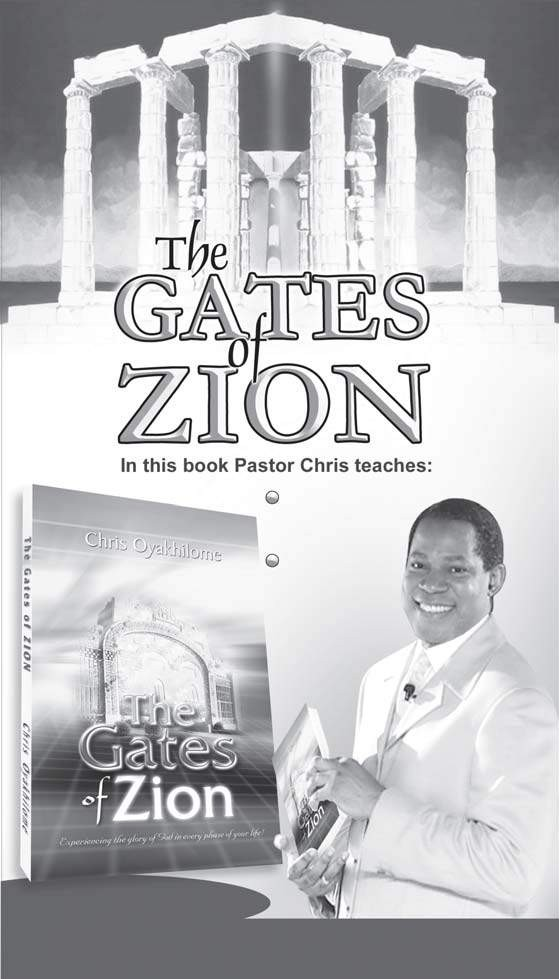 The
GATES
of
ZION
In this book Pastor Chris teaches:
The Gates of ZION Chris Oyakhilome
Chris Oyakhilome
The
Gates
of Zion
Experiencing the glory of God in every phase of your life!
Zion